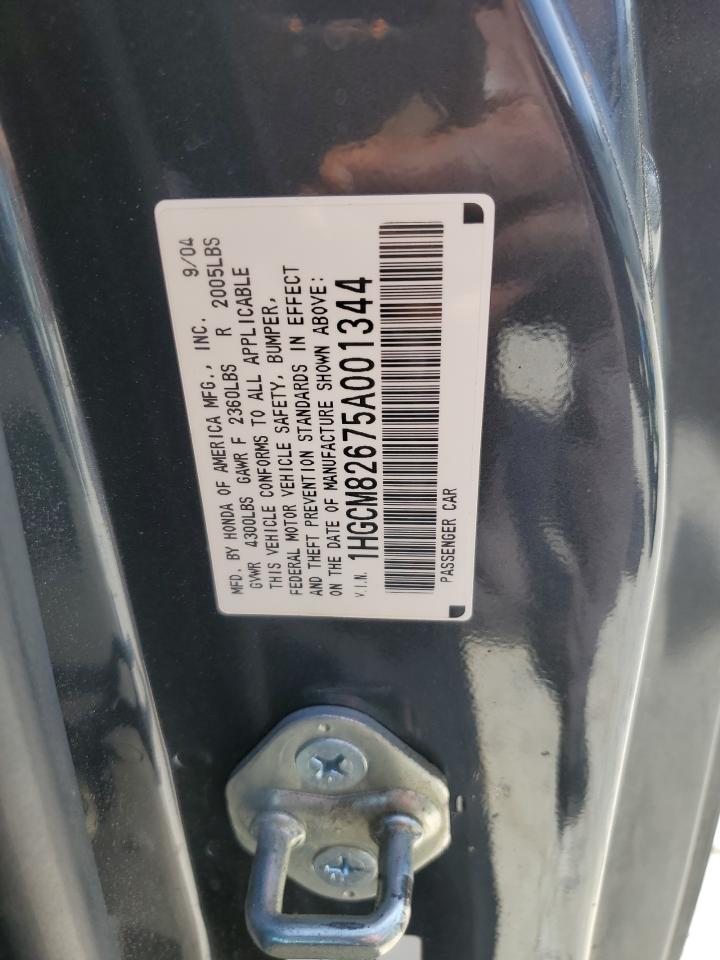 MFD. BY HONDA OF AMERICA MFG., INC. 9/04
GVWR 4300LBS GAWR F 2360LBS R 2005LBS
THIS VEHICLE CONFORMS TO ALL APPLICABLE
FEDERAL MOTOR VEHICLE SAFETY, BUMPER,
AND THEFT PREVENTION STANDARDS IN EFFECT
ON THE DATE OF MANUFACTURE SHOWN ABOVE:
V.I.N. 1HGCM82675A001344
PASSENGER CAR